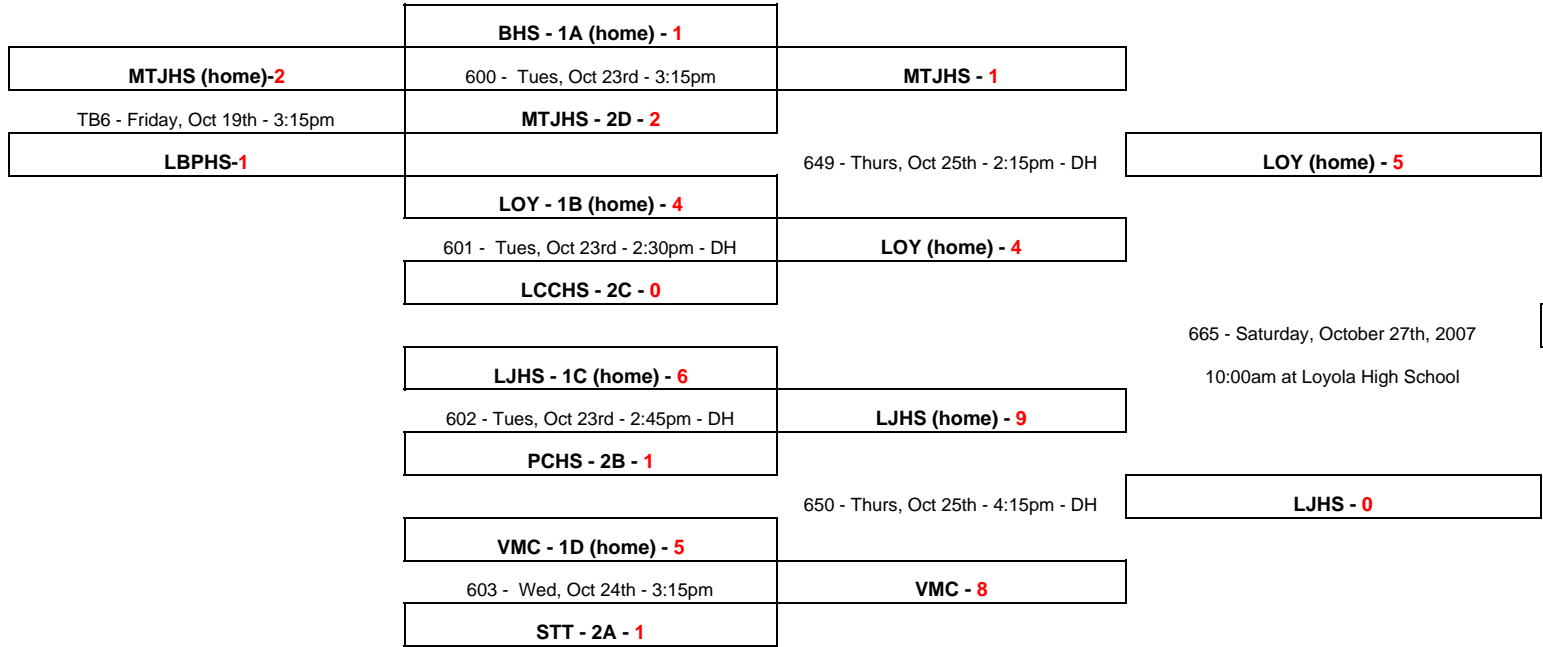 BHS - 1A (home) - 1
MTJHS (home)-2
600 -  Tues, Oct 23rd - 3:15pm
MTJHS - 1
TB6 - Friday, Oct 19th - 3:15pm
MTJHS - 2D - 2
LBPHS-1
649 - Thurs, Oct 25th - 2:15pm - DH
LOY (home) - 5
LOY - 1B (home) - 4
601 -  Tues, Oct 23rd - 2:30pm - DH
LOY (home) - 4
LCCHS - 2C - 0
665 - Saturday, October 27th, 2007
LJHS - 1C (home) - 6
10:00am at Loyola High School
602 - Tues, Oct 23rd - 2:45pm - DH
LJHS (home) - 9
PCHS - 2B - 1
650 - Thurs, Oct 25th - 4:15pm - DH
LJHS - 0
VMC - 1D (home) - 5
603 -  Wed, Oct 24th - 3:15pm
VMC - 8
STT - 2A - 1